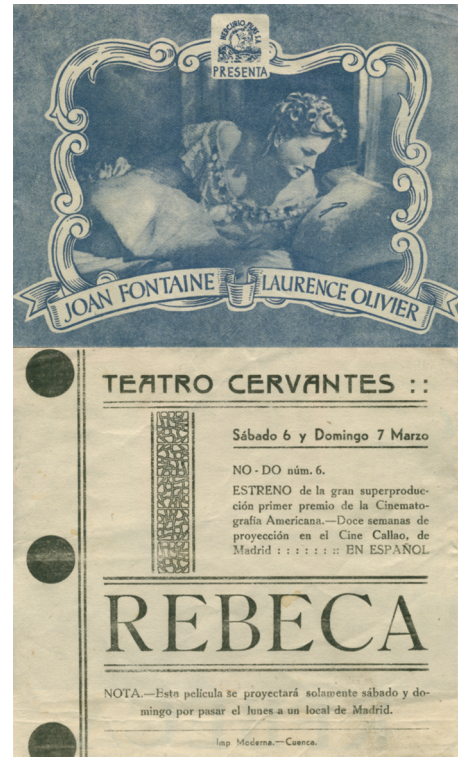 MERCURIO FILMS S.A.
PRESENTA
JOAN FONTAINE LAURENCE OLIVIER
TEATRO CERVANTES ::
Sábado 6 y Domingo 7 Marzo
NO-DO núm. 6.
ESTRENO de la gran superproduc-
ción primer premio de la Cinemato-
grafía Americana.—Doce semanas de
proyección en el Cine Callao, de
Madrid : : : : : : :: EN ESPAÑOL
REBECA
NOTA.—Esta película se proyectará solamente sábado y do-
mingo por pasar el lunes a un local de Madrid.
Imp Moderna.—Cuenca.